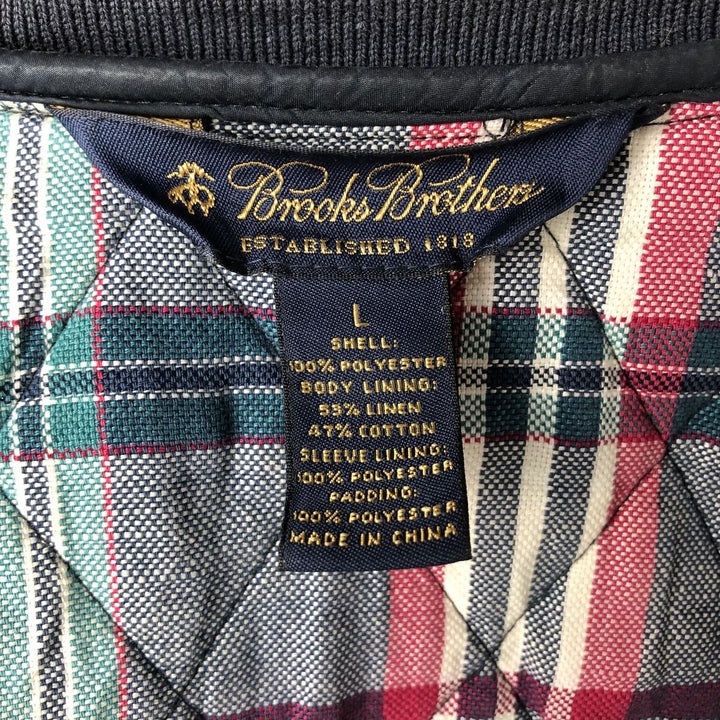 Brooks Brothers
ESTABLISHED 1818
L
SHELL:
100% POLYESTER
BODY LINING:
53% LINEN
47% COTTON
SLEEVE LINING:
100% POLYESTER
PADDING:
100% POLYESTER
MADE IN CHINA